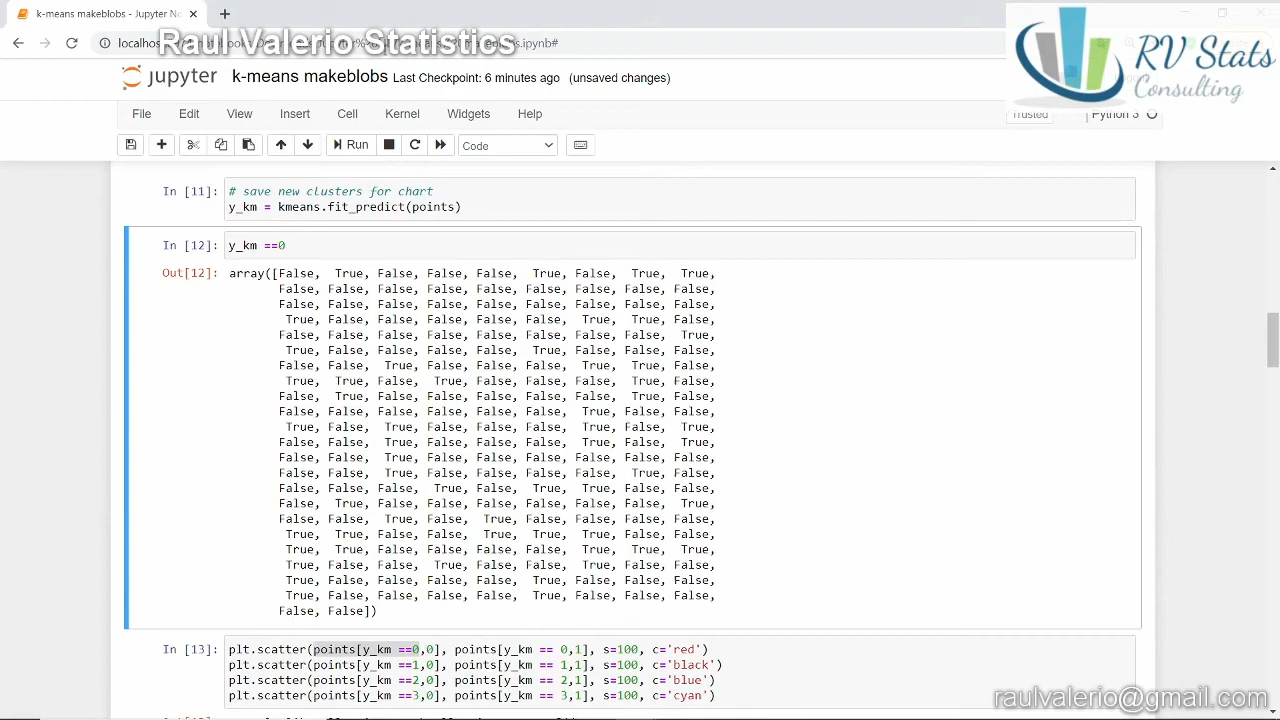 k-means makeblobs - Jupyter No
Raul Valerio Statistics
RV Stats
Consulting
jupyter k-means makeblobs Last Checkpoint: 6 minutes ago (unsaved changes)
File Edit View Insert Cell Kernel Widgets Help Trusted Python 3
Run Code
In [11]: # save new clusters for chart
y_km = kmeans.fit_predict(points)
In [12]: y_km ==0
Out[12]: array([False, True, False, False, False, True, False, True, True,
False, False, False, False, False, False, False, False, False,
False, False, False, False, False, False, False, False, False,
True, False, False, False, False, False, True, True, False,
False, False, False, False, False, False, False, False, True,
True, False, False, False, False, True, False, False, False,
False, False, True, False, False, False, True, True, False,
True, True, False, True, False, False, False, True, False,
False, True, False, False, False, False, False, True, False,
False, False, False, False, False, False, True, False, False,
True, False, True, False, False, False, True, False, True,
False, False, True, False, False, False, True, False, True,
False, False, True, False, False, False, False, False, False,
False, False, True, False, False, False, False, True, False,
False, False, True, False, True, True, False, False,
False, True, False, False, False, False, False, False, True,
False, False, True, False, True, False, False, False, False,
True, True, False, False, True, True, False, False, False,
True, True, False, False, False, False, True, True, True,
True, False, False, True, False, False, True, False, False,
True, False, False, False, False, True, False, False, False,
True, False, False, False, False, True, False, False, False,
False, False])
In [13]: plt.scatter(points[y_km ==0,0], points[y_km == 0,1], s=100, c='red')
plt.scatter(points[y_km ==1,0], points[y_km == 1,1], s=100, c='black')
plt.scatter(points[y_km ==2,0], points[y_km == 2,1], s=100, c='blue')
plt.scatter(points[y_km ==3,0], points[y_km == 3,1], s=100, c='cyan')
raulvalerio@gmail.com